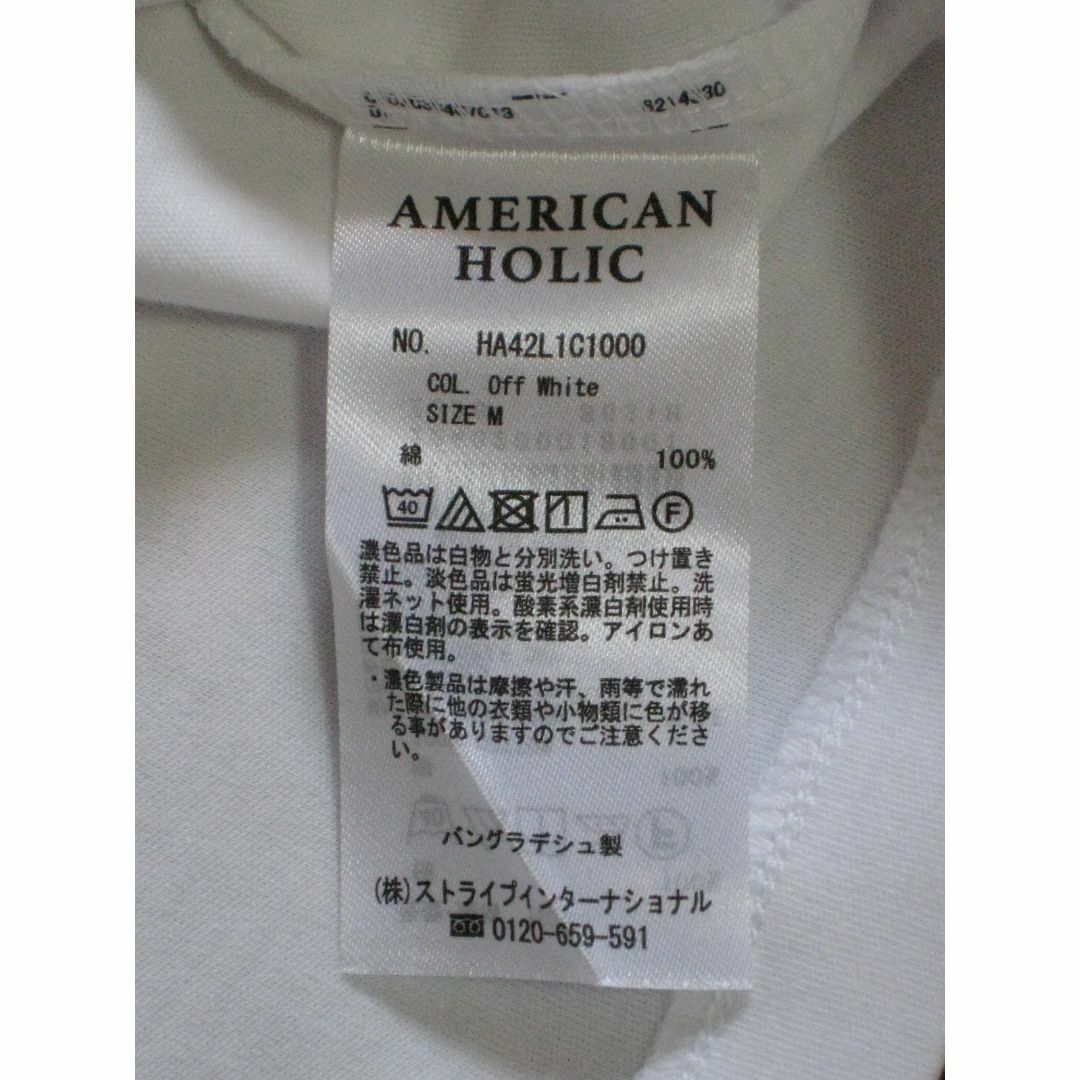 AMERICAN
HOLIC
NO. HA42L1C1000
COL. Off White
SIZE M
綿 100%
40 F
濃色品は白物と分別洗い。つけ置き
禁止。淡色品は蛍光増白剤禁止。洗
濯ネット使用。酸素系漂白剤使用時
は漂白剤の表示を確認。アイロンあ
て布使用。
・濃色製品は摩擦や汗、雨等で濡れ
た際に他の衣類や小物類に色が移
る事がありますのでご注意くださ
い。
バングラデシュ製
(株)ストライプインターナショナル
0120-659-591